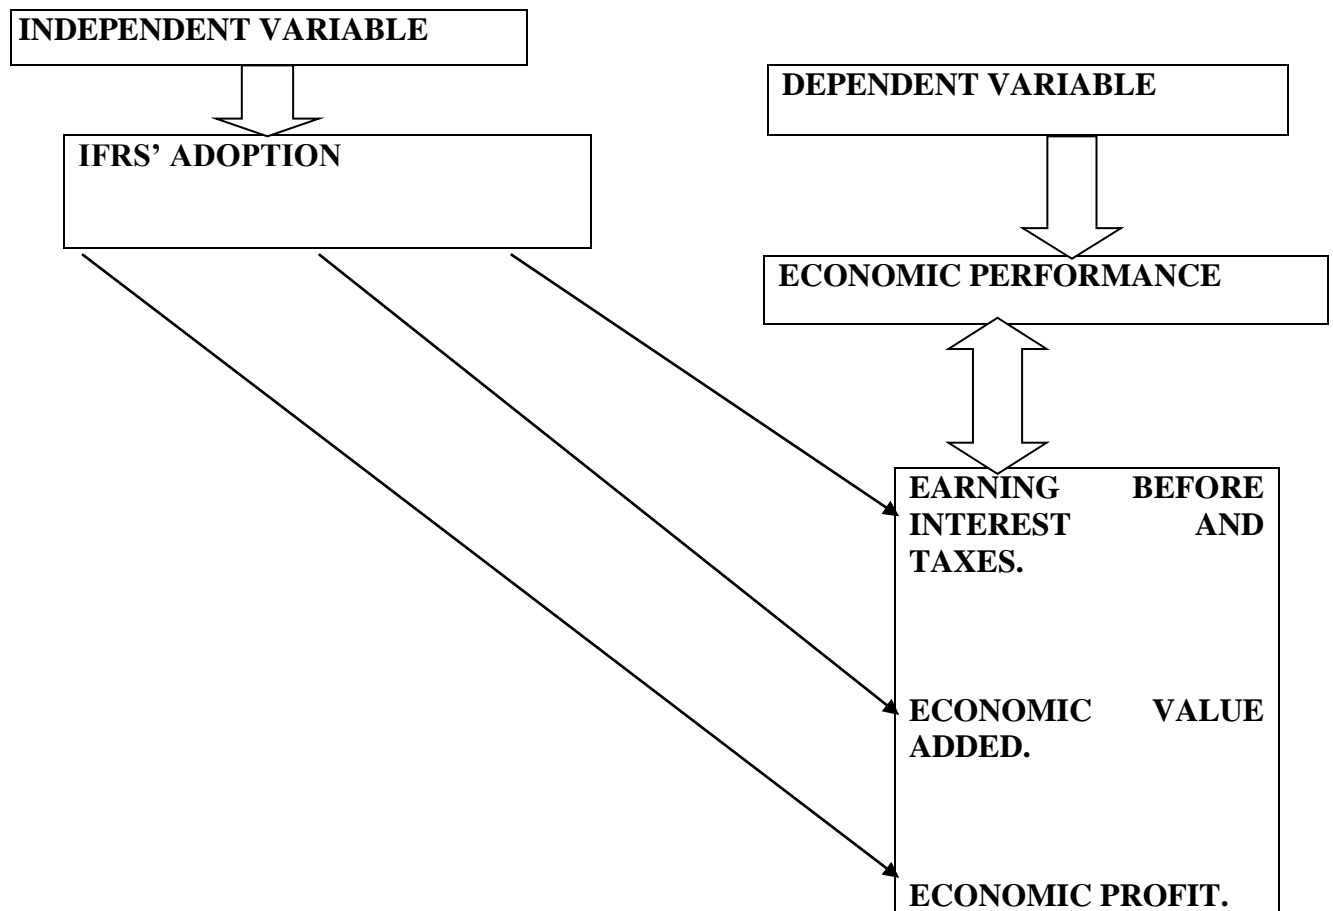 INDEPENDENT VARIABLE
DEPENDENT VARIABLE
IFRS’ ADOPTION
ECONOMIC PERFORMANCE
EARNING BEFORE
INTEREST AND
TAXES.
ECONOMIC VALUE
ADDED.
ECONOMIC PROFIT.